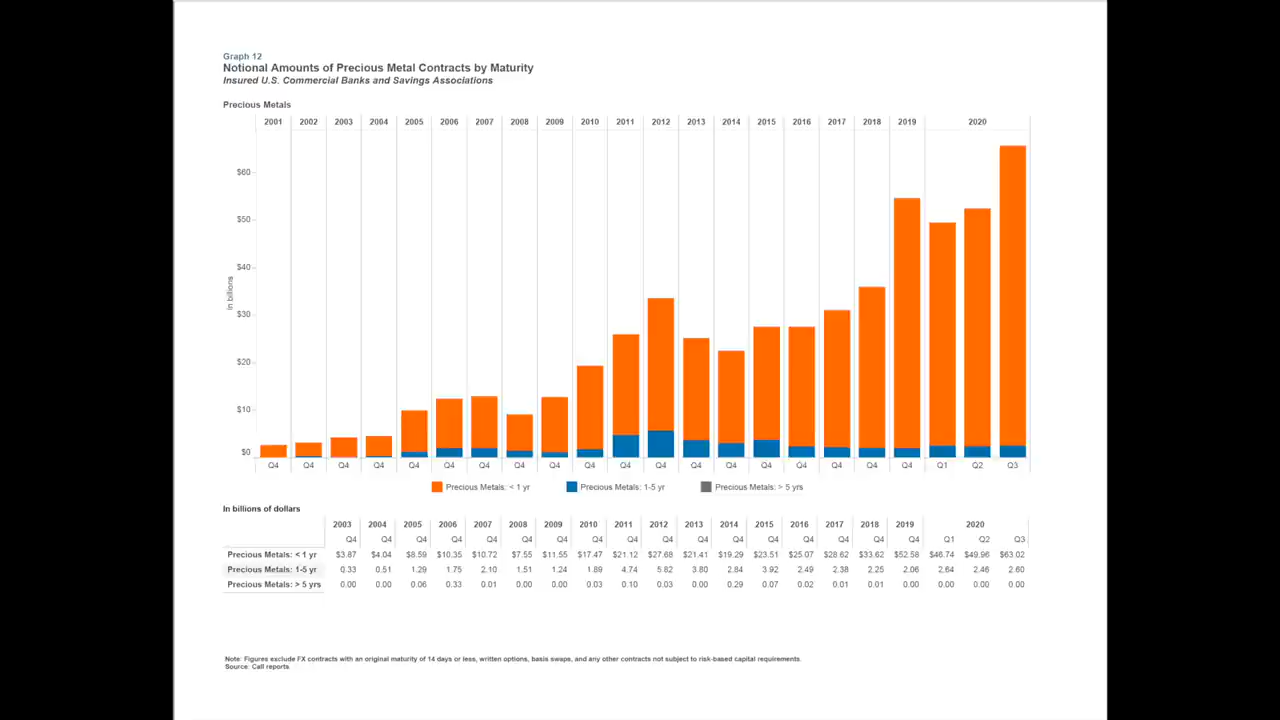 Graph 12
Notional Amounts of Precious Metal Contracts by Maturity
Insured U.S. Commercial Banks and Savings Associations
Precious Metals
2001 2002 2003 2004 2005 2006 2007 2008 2009 2010 2011 2012 2013 2014 2015 2016 2017 2018 2019 2020
$60
$50
$40
$30
$20
$10
$0
In billions
Q4 Q4 Q4 Q4 Q4 Q4 Q4 Q4 Q4 Q4 Q4 Q4 Q4 Q4 Q4 Q4 Q4 Q4 Q4 Q1 Q2 Q3
Precious Metals: < 1 yr Precious Metals: 1-5 yr Precious Metals: > 5 yrs
In billions of dollars
2003 2004 2005 2006 2007 2008 2009 2010 2011 2012 2013 2014 2015 2016 2017 2018 2019 2020
Q4 Q4 Q4 Q4 Q4 Q4 Q4 Q4 Q4 Q4 Q4 Q4 Q4 Q4 Q4 Q4 Q4 Q1 Q2 Q3
Precious Metals: < 1 yr $3.87 $4.04 $8.59 $10.35 $10.72 $7.55 $11.55 $17.47 $21.12 $27.68 $21.41 $19.29 $23.51 $25.07 $28.62 $33.62 $52.58 $46.74 $49.96 $63.02
Precious Metals: 1-5 yr 0.33 0.51 1.29 1.75 2.10 1.51 1.24 1.89 4.74 5.82 3.80 2.84 3.92 2.49 2.38 2.25 2.06 2.64 2.46 2.60
Precious Metals: > 5 yrs 0.00 0.00 0.06 0.33 0.01 0.00 0.00 0.03 0.10 0.03 0.00 0.29 0.07 0.02 0.01 0.01 0.00 0.00 0.00 0.00
Note: Figures exclude FX contracts with an original maturity of 14 days or less, written options, basis swaps, and any other contracts not subject to risk-based capital requirements.
Source: Call reports